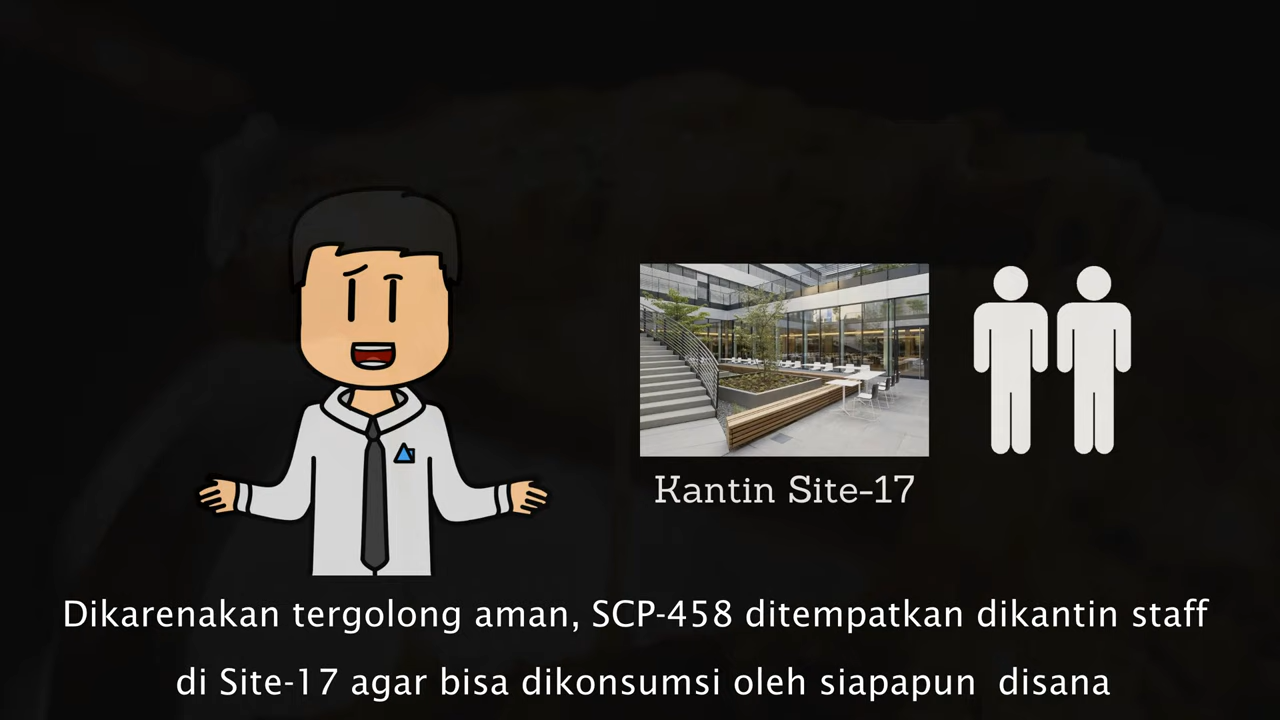 Kantin Site-17
Dikarenakan tergolong aman, SCP-458 ditempatkan dikantin staff
di Site-17 agar bisa dikonsumsi oleh siapapun  disana